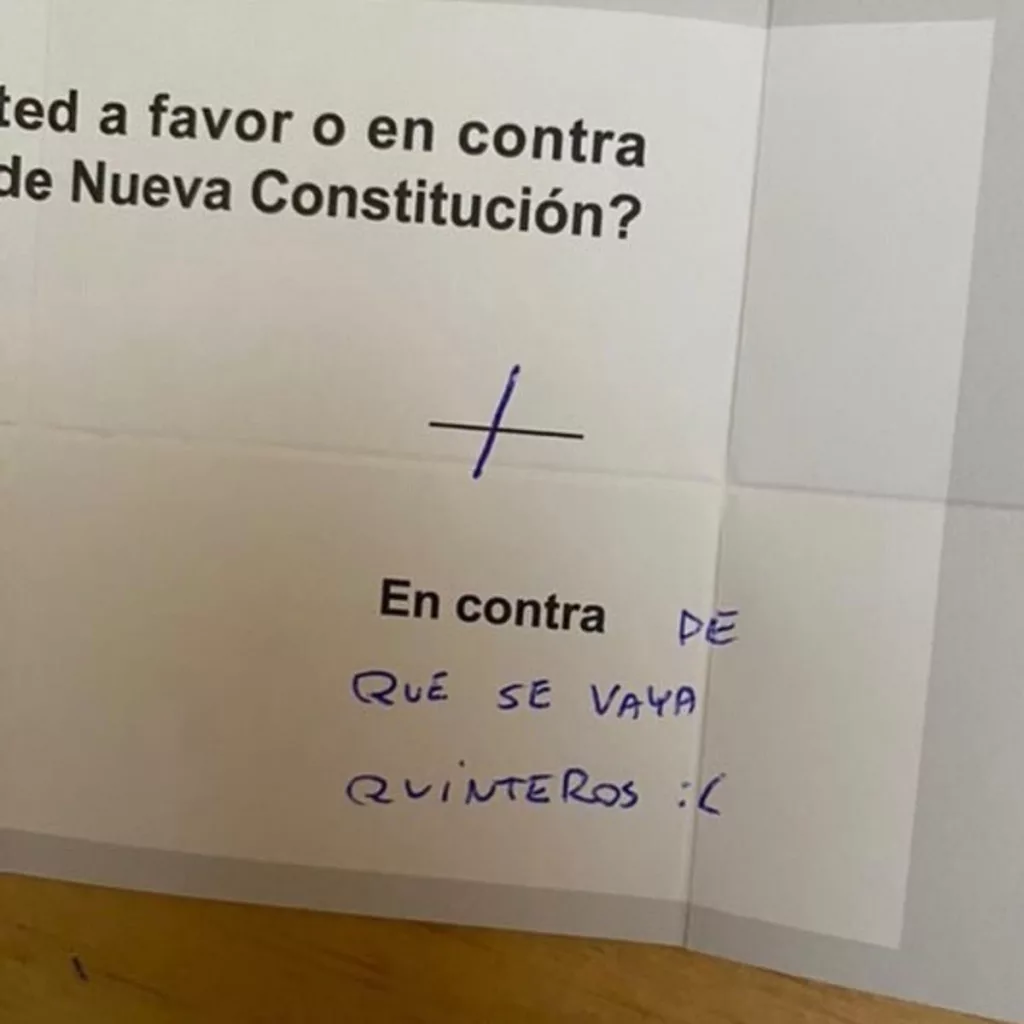 ted a favor o en contra
de Nueva Constitución?
En contra DE
QUE SE VAYA
QUINTEROS :(